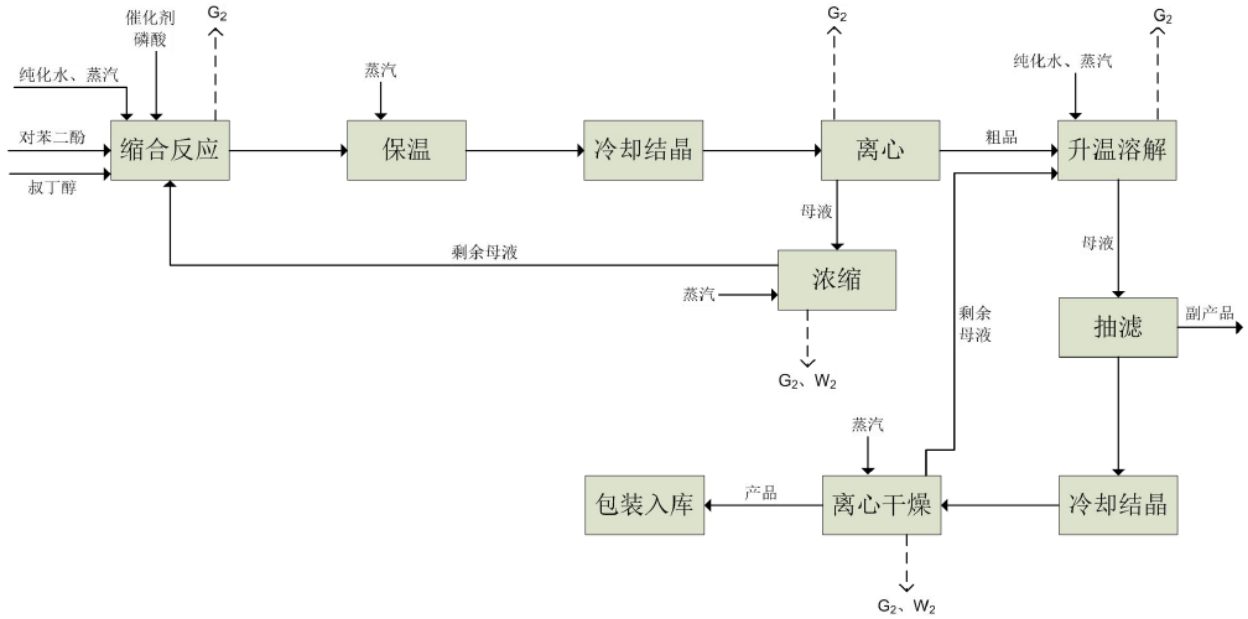 催化剂
磷酸
G2
G2
G2
纯化水、蒸汽
蒸汽
纯化水、蒸汽
对苯二酚
缩合反应
保温
冷却结晶
离心
粗品
升温溶解
叔丁醇
母液
母液
剩余母液
浓缩
蒸汽
剩余
母液
抽滤
副产品
G2、W2
蒸汽
包装入库
产品
离心干燥
冷却结晶
G2、W2